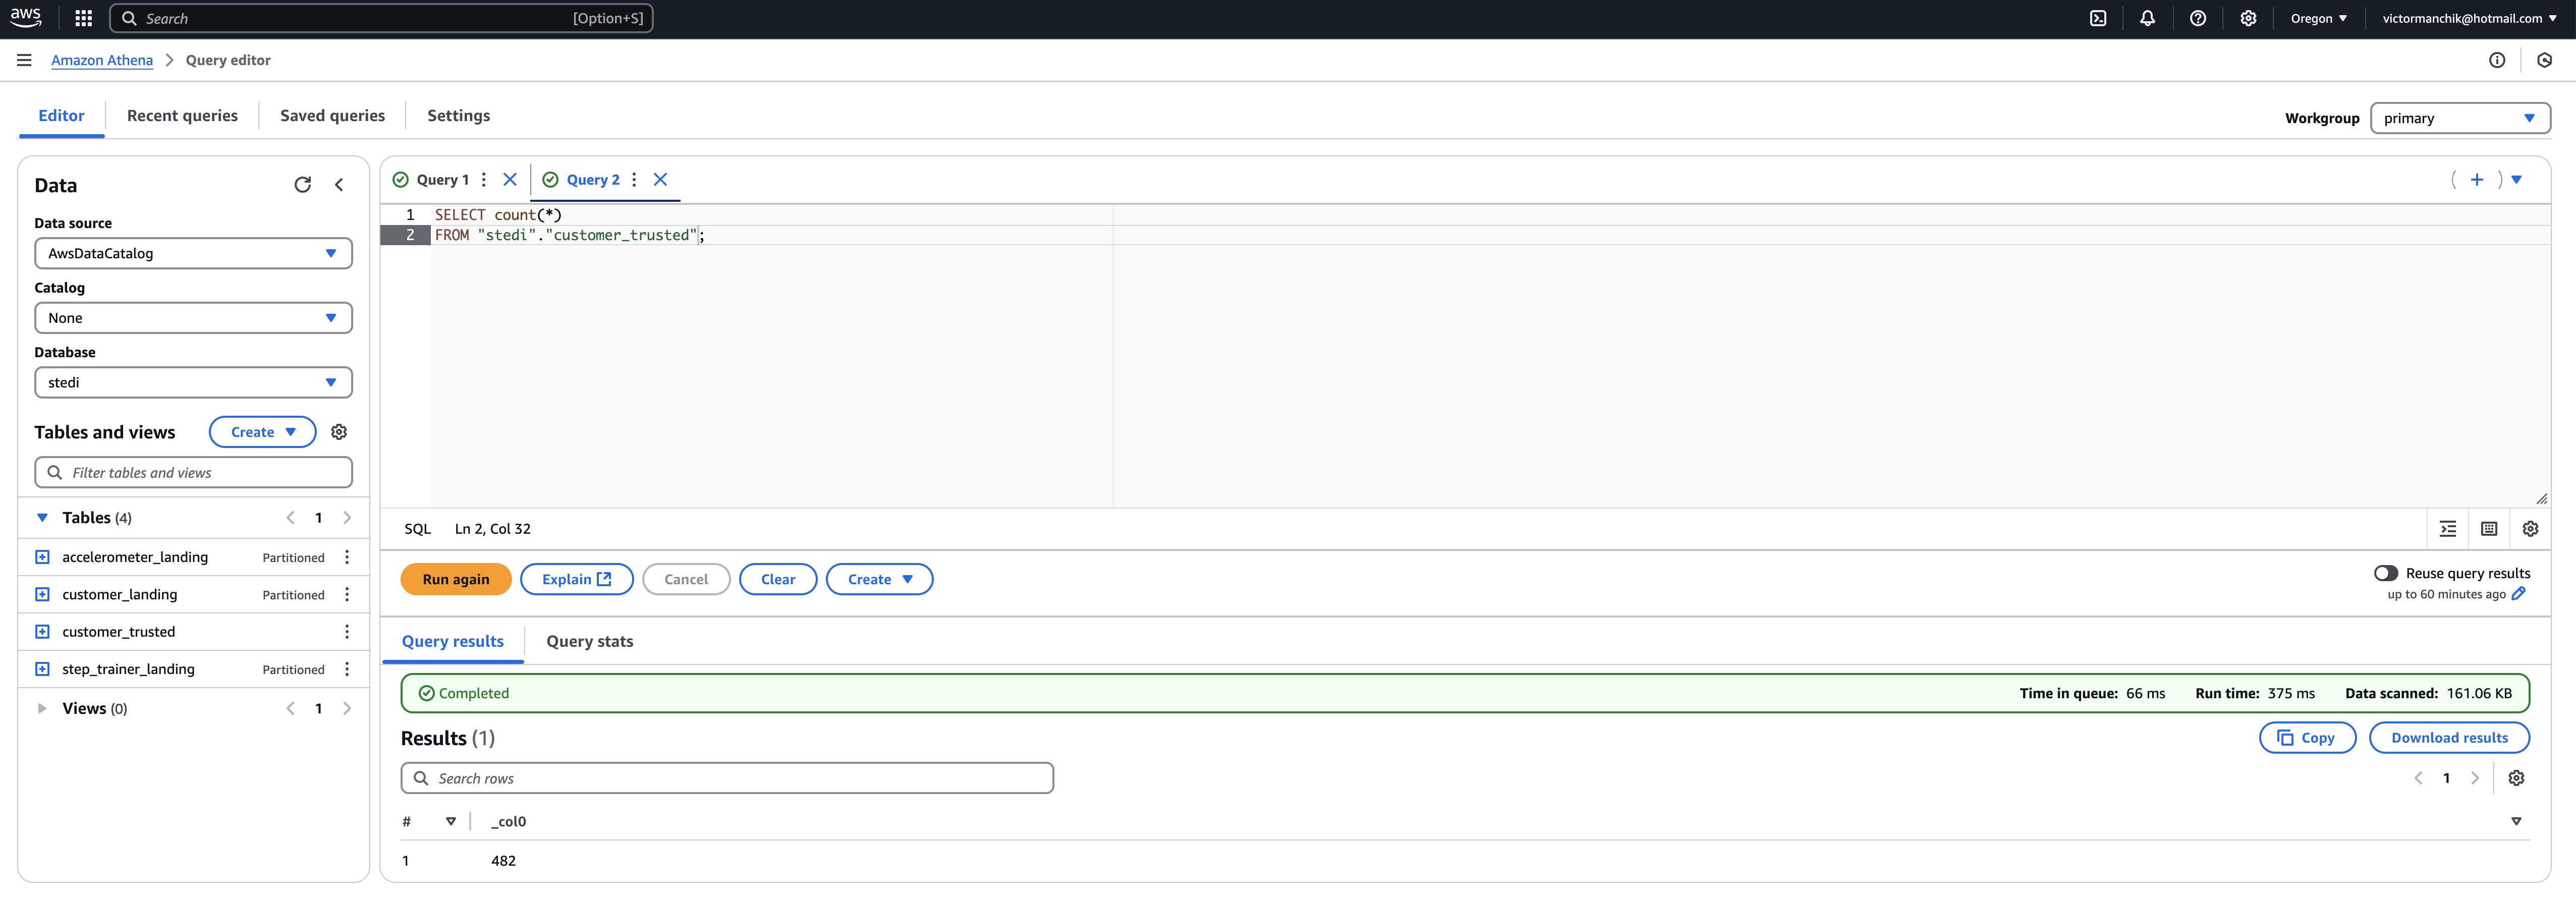 aws
Search [Option+S]
Oregon victormanchik@hotmail.com
Amazon Athena Query editor
Editor Recent queries Saved queries Settings
Workgroup primary
Data
Data source
AwsDataCatalog
Catalog
None
Database
stedi
Tables and views Create
Filter tables and views
Tables (4) 1
accelerometer_landing Partitioned
customer_landing Partitioned
customer_trusted
step_trainer_landing Partitioned
Views (0) 1
Query 1 Query 2
1 SELECT count(*)
2 FROM "stedi"."customer_trusted";
SQL Ln 2, Col 32
Run again Explain Cancel Clear Create
Reuse query results
up to 60 minutes ago
Query results Query stats
Completed Time in queue: 66 ms Run time: 375 ms Data scanned: 161.06 KB
Results (1) Copy Download results
Search rows 1
# _col0
1 482